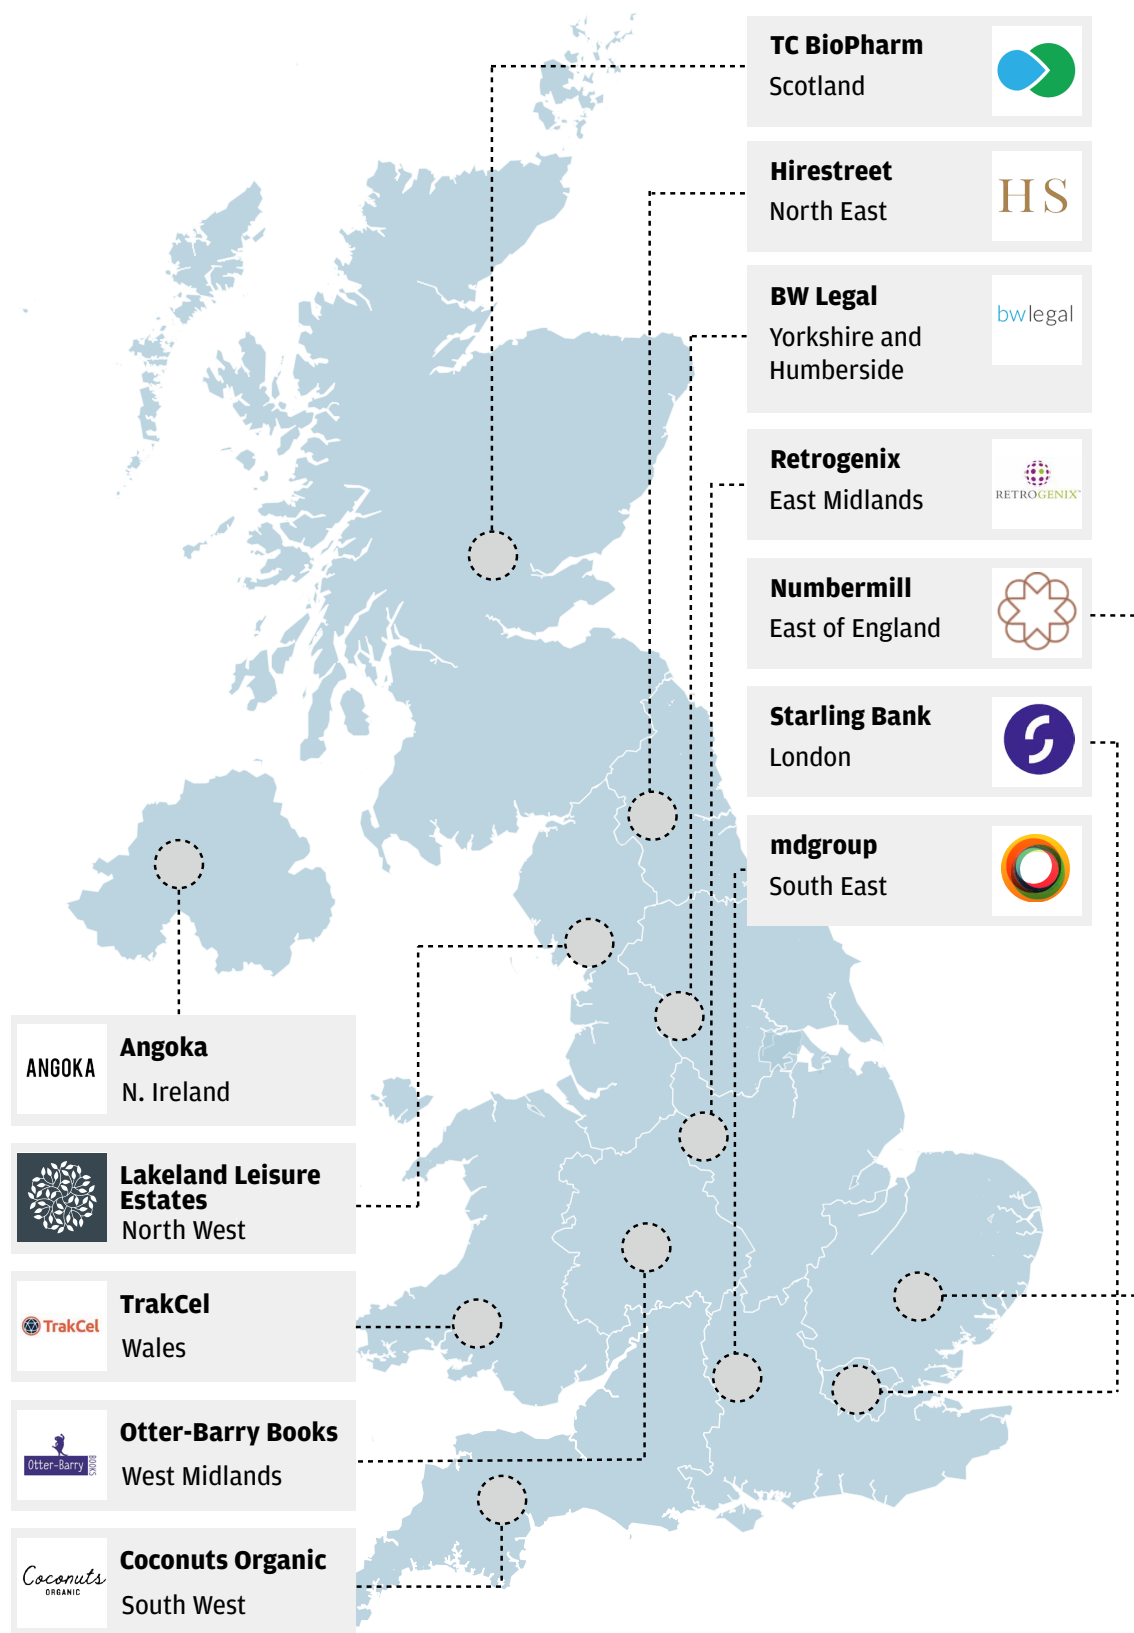 TC BioPharm
Scotland
Hirestreet
North East
HS
BW Legal
Yorkshire and
Humberside
bwlegal
Retrogenix
East Midlands
RETROGENIX™
Numbermill
East of England
Starling Bank
London
mdgroup
South East
ANGOKA
Angoka
N. Ireland
Lakeland Leisure
Estates
North West
TrakCel
TrakCel
Wales
Otter-Barry
BOOKS
Otter-Barry Books
West Midlands
Coconuts
ORGANIC
Coconuts Organic
South West